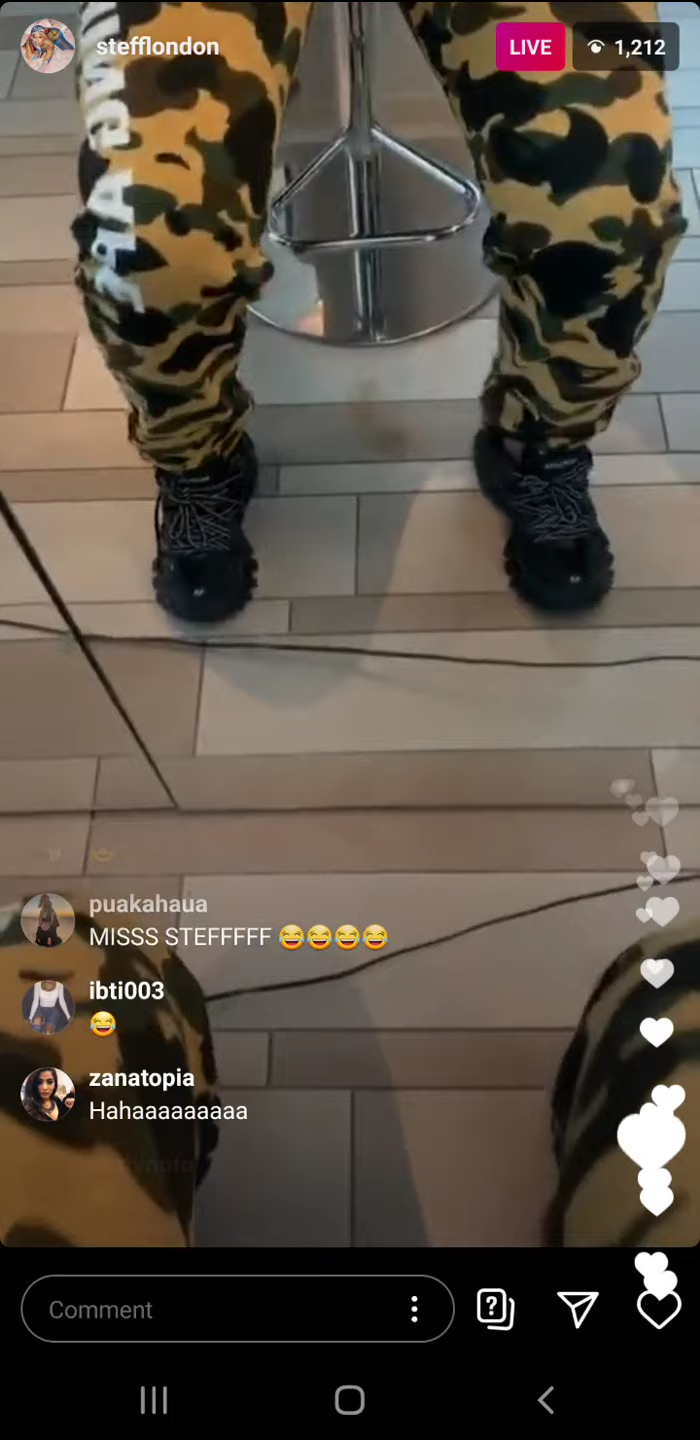 stefflondon
LIVE
1,212
puakahaua
MISSS STEFFFFF 😂😂😂😂
ibti003
😂
zanatopia
Hahaaaaaaaaa
Comment